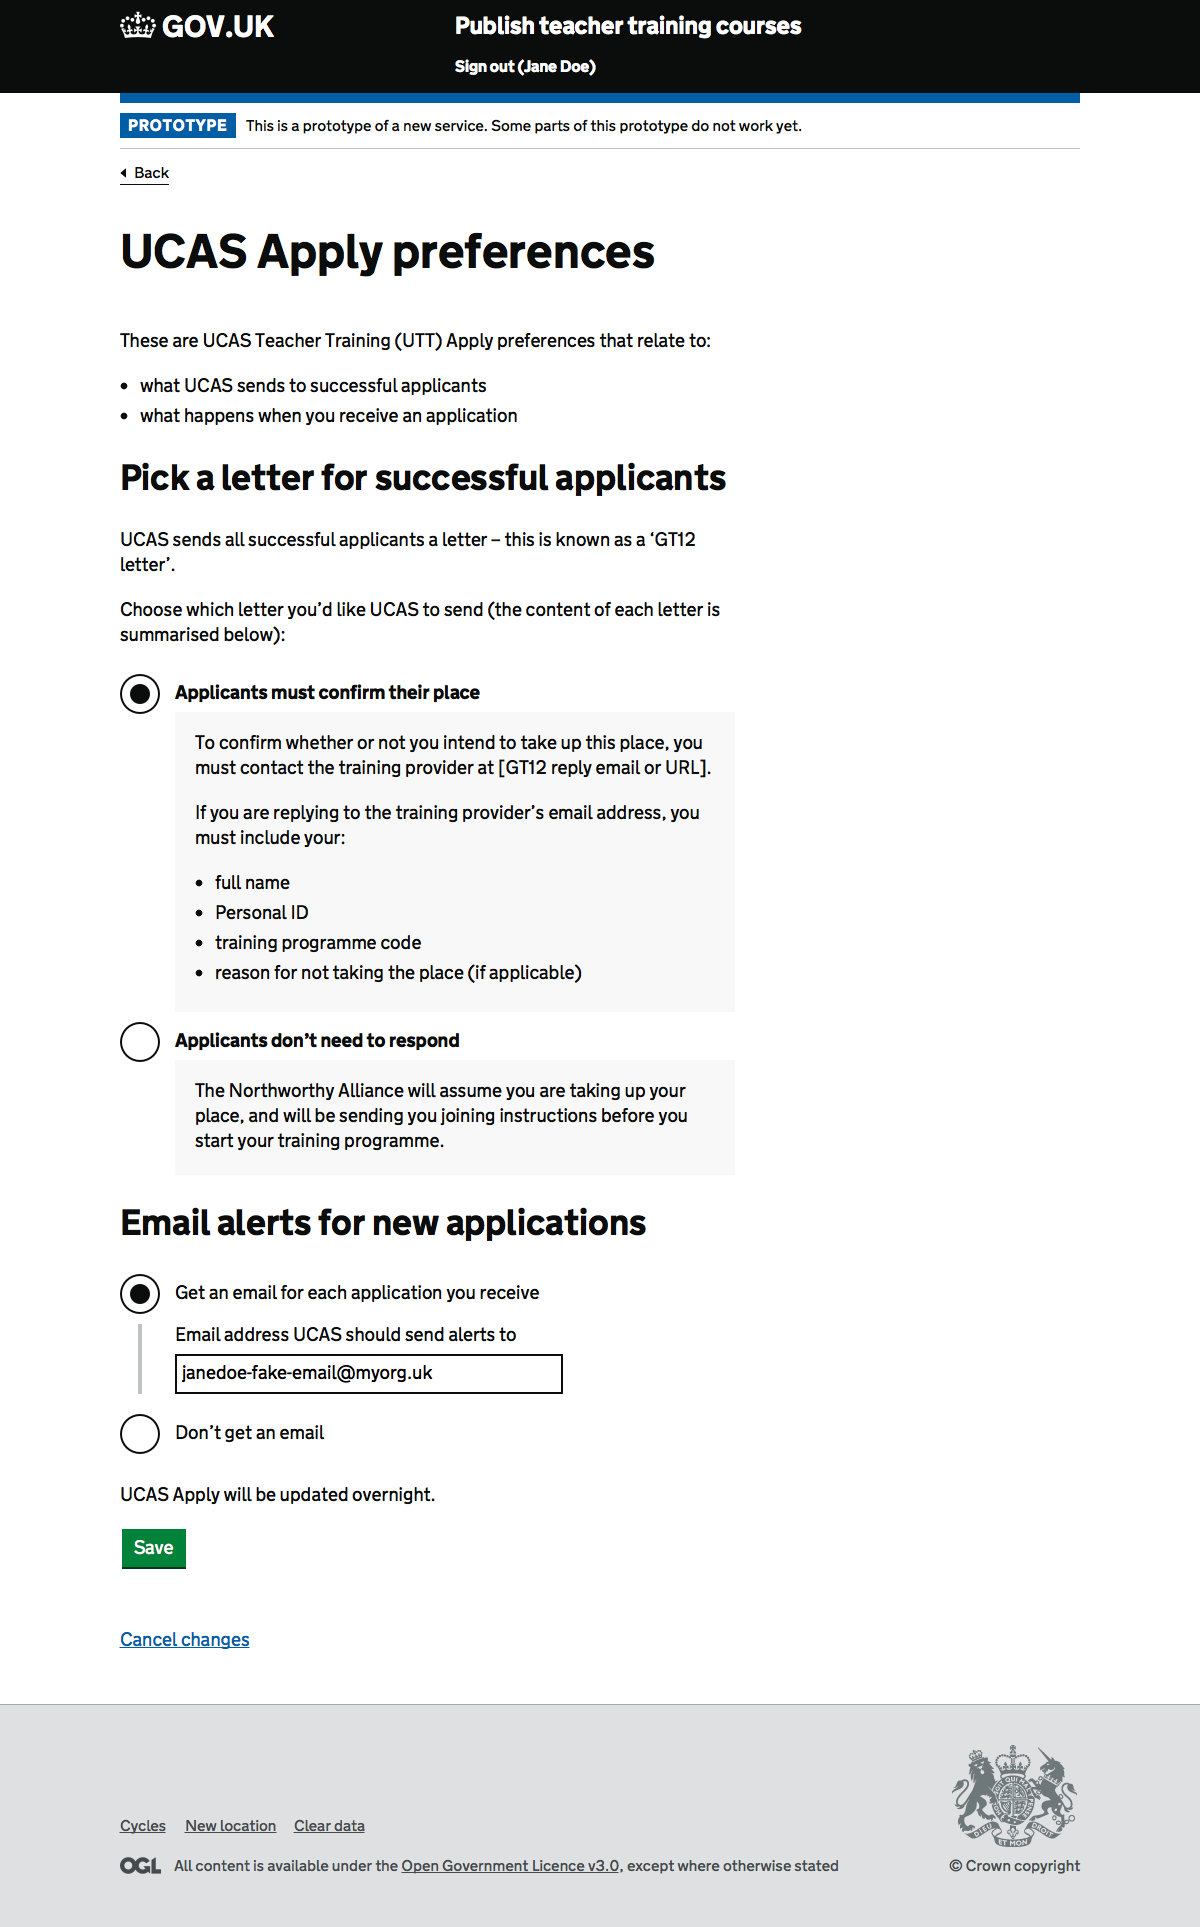 GOV.UK
Publish teacher training courses
Sign out (Jane Doe)
PROTOTYPE This is a prototype of a new service. Some parts of this prototype do not work yet.
Back
UCAS Apply preferences
These are UCAS Teacher Training (UTT) Apply preferences that relate to:
• what UCAS sends to successful applicants
• what happens when you receive an application
Pick a letter for successful applicants
UCAS sends all successful applicants a letter – this is known as a ‘GT12
letter’.
Choose which letter you’d like UCAS to send (the content of each letter is
summarised below):
Applicants must confirm their place
To confirm whether or not you intend to take up this place, you
must contact the training provider at [GT12 reply email or URL].
If you are replying to the training provider’s email address, you
must include your:
• full name
• Personal ID
• training programme code
• reason for not taking the place (if applicable)
Applicants don’t need to respond
The Northworthy Alliance will assume you are taking up your
place, and will be sending you joining instructions before you
start your training programme.
Email alerts for new applications
Get an email for each application you receive
Email address UCAS should send alerts to
janedoe-fake-email@myorg.uk
Don’t get an email
UCAS Apply will be updated overnight.
Save
Cancel changes
Cycles New location Clear data
OGL All content is available under the Open Government Licence v3.0, except where otherwise stated
DIEU ET MON DROIT
© Crown copyright